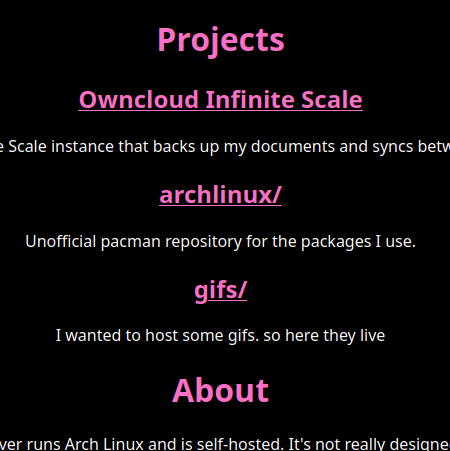 Projects
Owncloud Infinite Scale
e Scale instance that backs up my documents and syncs betw
archlinux/
Unofficial pacman repository for the packages I use.
gifs/
I wanted to host some gifs. so here they live
About
ver runs Arch Linux and is self-hosted. It's not really designe